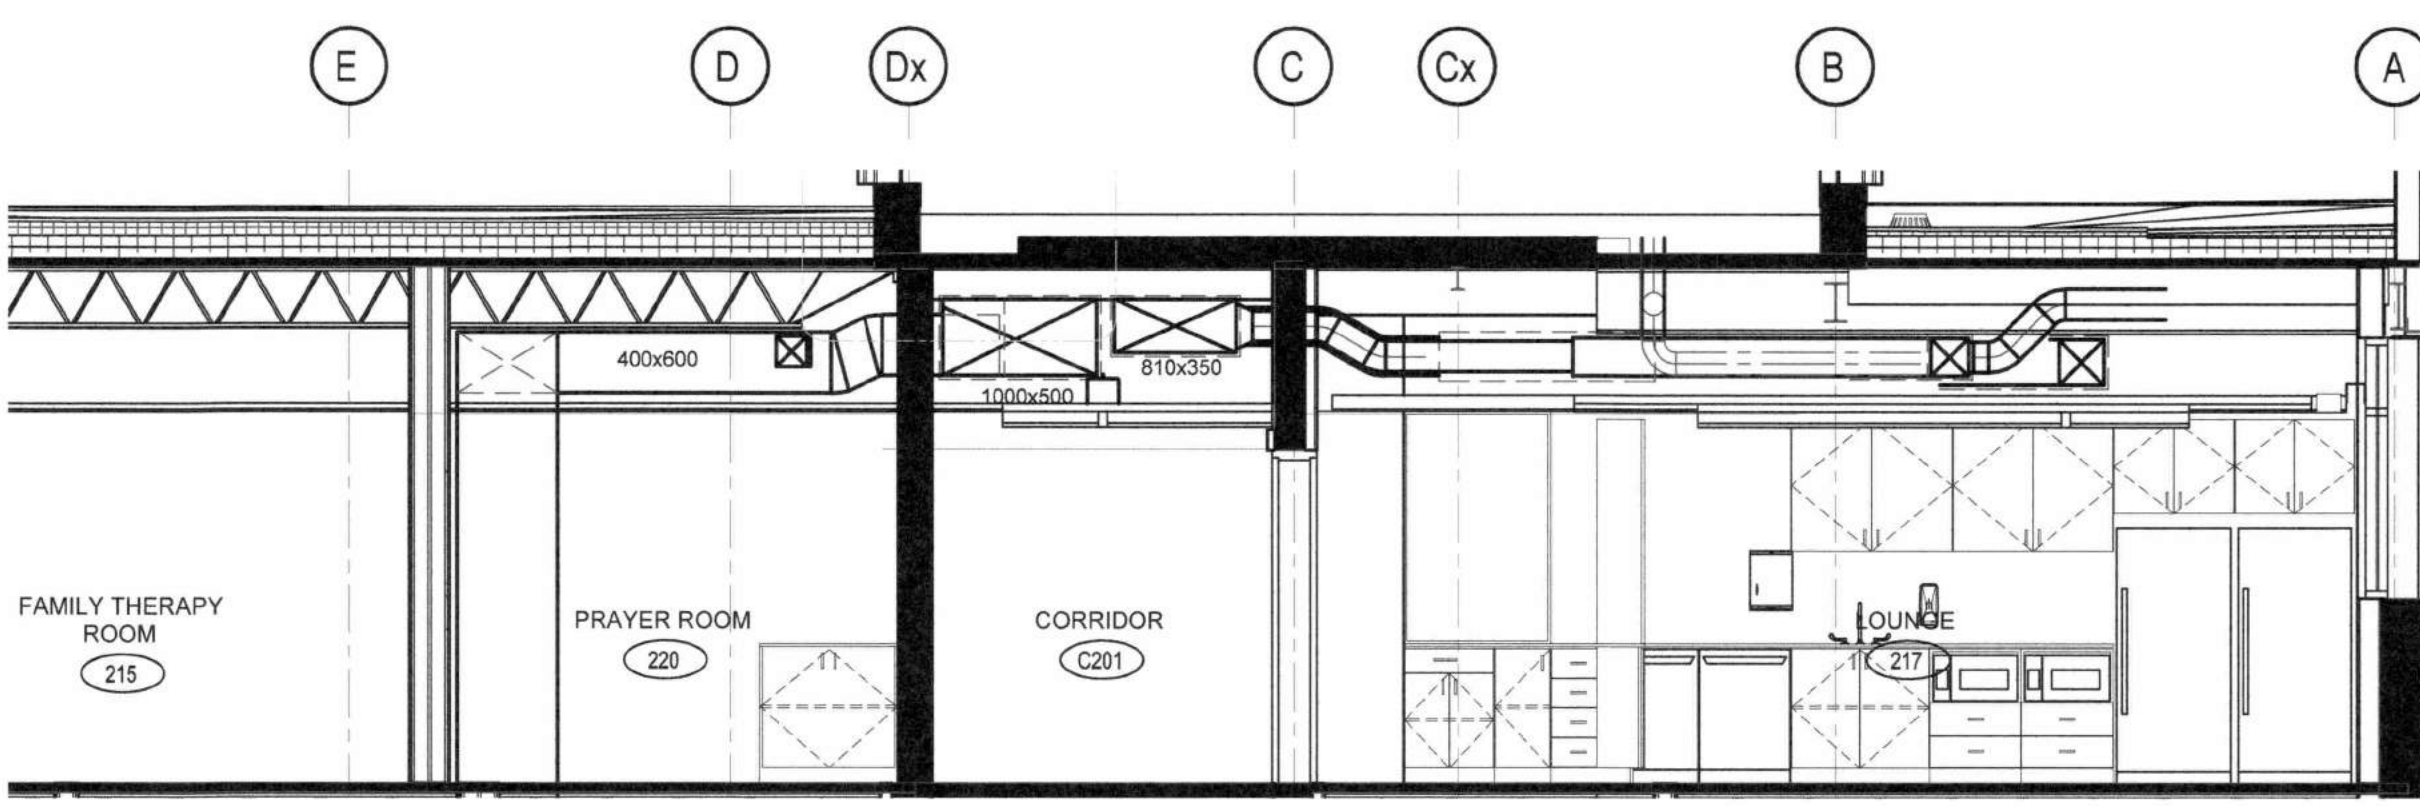 E
D
Dx
C
Cx
B
A
400x600
810x350
1000x500
FAMILY THERAPY
ROOM
215
PRAYER ROOM
220
CORRIDOR
C201
LOUNGE
217